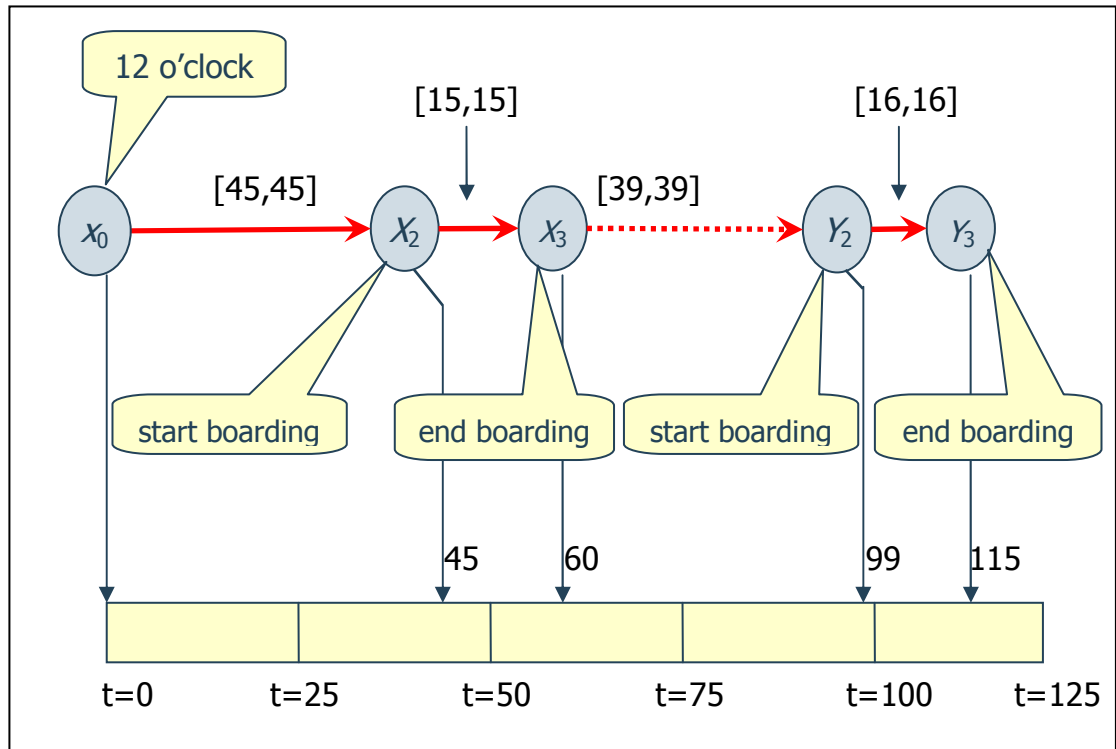 12 o’clock
[15,15]
[16,16]
[45,45]
[39,39]
X0
X2
X3
Y2
Y3
start boarding
end boarding
start boarding
end boarding
45
60
99
115
t=0
t=25
t=50
t=75
t=100
t=125